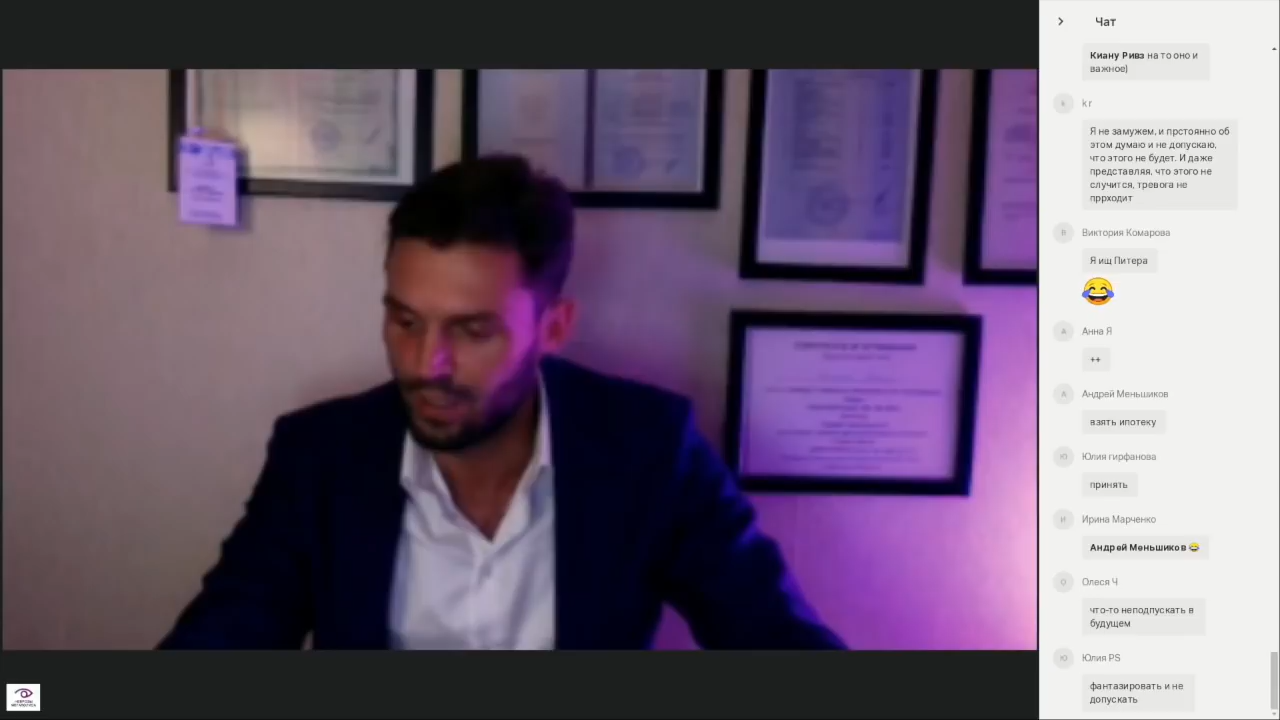 Чат
Киану Ривз на то оно и
важное)
k r
Я не замужем, и прстоянно об
этом думаю и не допускаю,
что этого не будет. И даже
представляя, что этого не
случится, тревога не
прркодит
Виктория Комарова
Я ищ Питера
Анна Я
++
Андрей Меньшиков
взять ипотеку
Юлия гирфанова
принять
Ирина Марченко
Андрей Меньшиков
Олеся Ч
что-то неподпускать в
будущем
Юлия PS
фантазировать и не
допускать